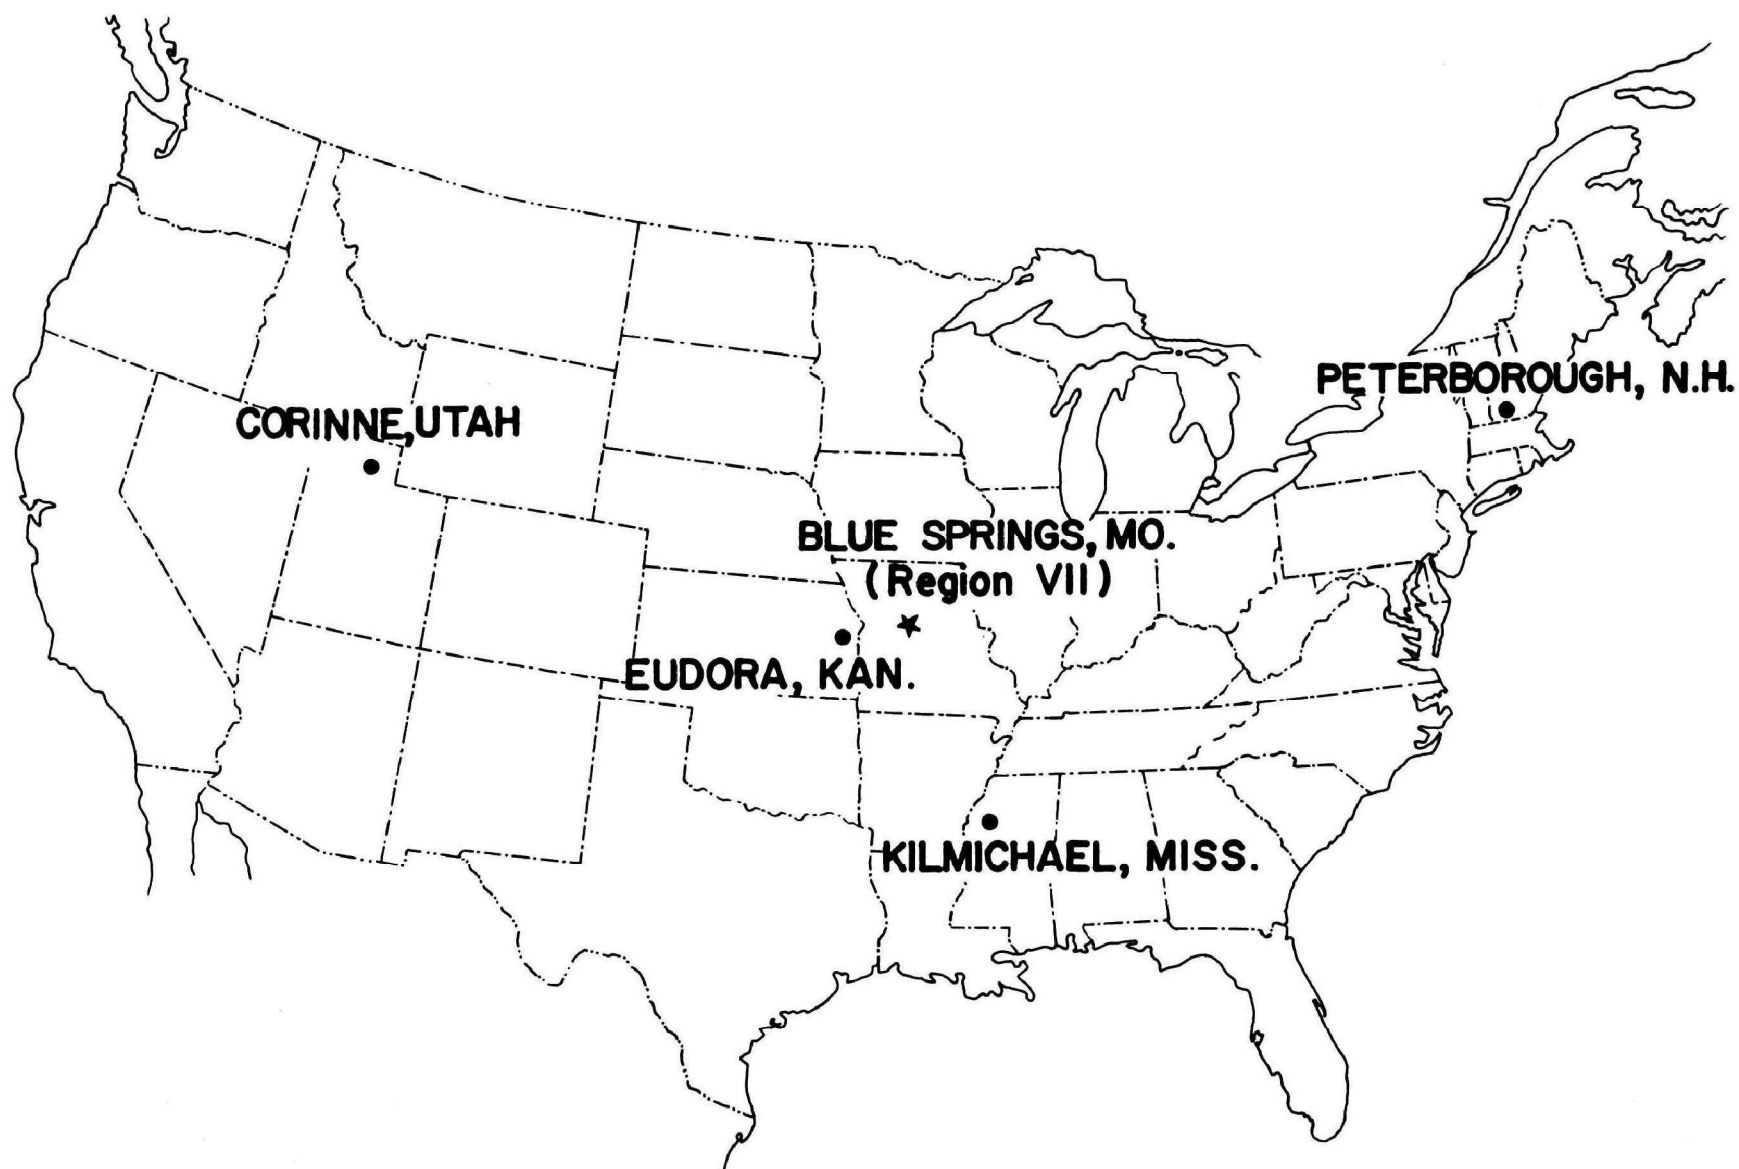 PETERBOROUGH, N.H.
CORINNE, UTAH
BLUE SPRINGS, MO.
(Region VII)
EUDORA, KAN.
KILMICHAEL, MISS.